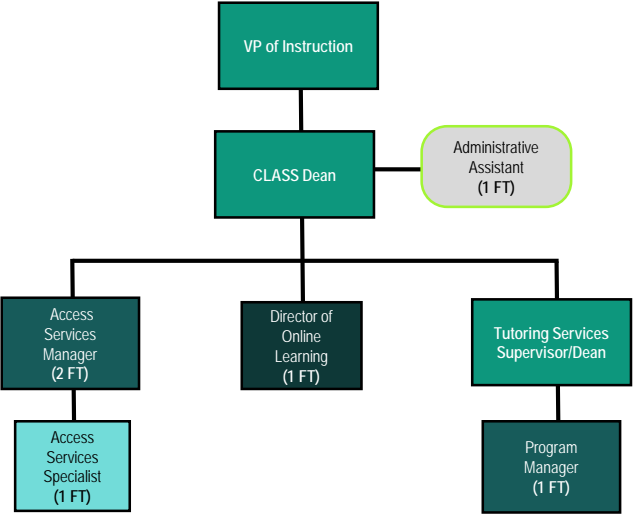 VP of Instruction
CLASS Dean
Administrative
Assistant
(1 FT)
Access
Services
Manager
(2 FT)
Director of
Online
Learning
(1 FT)
Tutoring Services
Supervisor/Dean
Access
Services
Specialist
(1 FT)
Program
Manager
(1 FT)